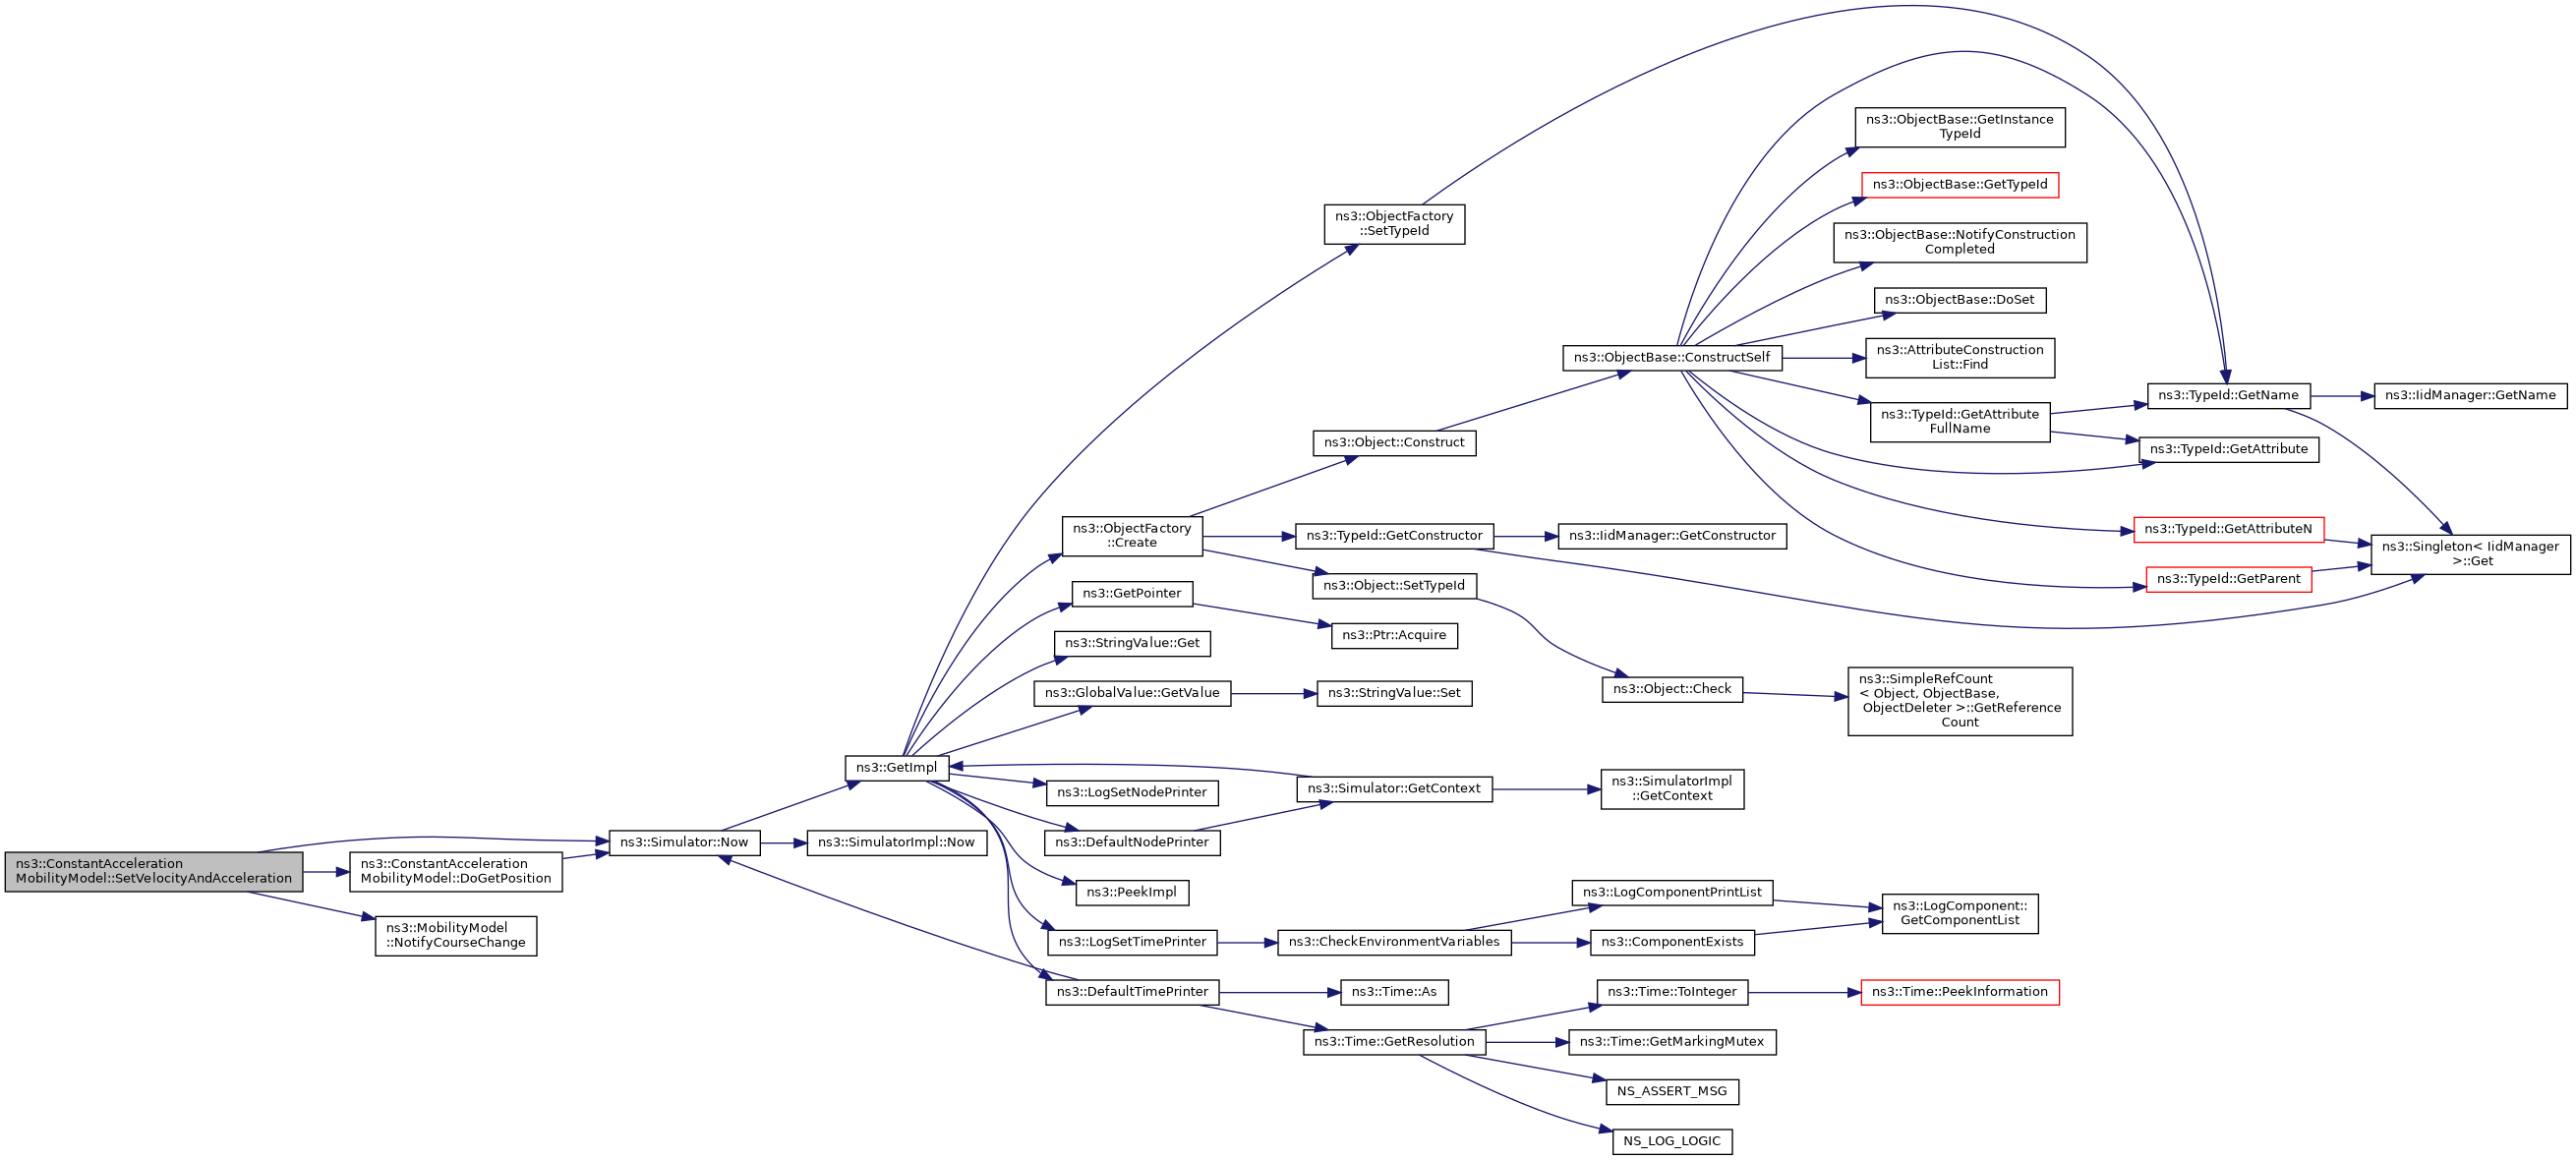 ns3::ConstantAcceleration
MobilityModel::SetVelocityAndAcceleration
ns3::ConstantAcceleration
MobilityModel::DoGetPosition
ns3::MobilityModel
::NotifyCourseChange
ns3::Simulator::Now
ns3::SimulatorImpl::Now
ns3::GetImpl
ns3::ObjectFactory
::SetTypeId
ns3::ObjectFactory
::Create
ns3::GetPointer
ns3::StringValue::Get
ns3::GlobalValue::GetValue
ns3::LogSetNodePrinter
ns3::DefaultNodePrinter
ns3::PeekImpl
ns3::LogSetTimePrinter
ns3::DefaultTimePrinter
ns3::Object::Construct
ns3::TypeId::GetConstructor
ns3::Object::SetTypeId
ns3::Ptr::Acquire
ns3::StringValue::Set
ns3::Simulator::GetContext
ns3::CheckEnvironmentVariables
ns3::Time::As
ns3::Time::GetResolution
ns3::ObjectBase::ConstructSelf
ns3::IidManager::GetConstructor
ns3::Object::Check
ns3::SimulatorImpl
::GetContext
ns3::LogComponentPrintList
ns3::ComponentExists
ns3::Time::ToInteger
ns3::Time::GetMarkingMutex
NS_ASSERT_MSG
NS_LOG_LOGIC
ns3::ObjectBase::GetInstance
TypeId
ns3::ObjectBase::GetTypeId
ns3::ObjectBase::NotifyConstruction
Completed
ns3::ObjectBase::DoSet
ns3::AttributeConstruction
List::Find
ns3::TypeId::GetAttribute
FullName
ns3::SimpleRefCount
< Object, ObjectBase,
ObjectDeleter >::GetReference
Count
ns3::LogComponent::
GetComponentList
ns3::Time::PeekInformation
ns3::TypeId::GetName
ns3::TypeId::GetAttribute
ns3::TypeId::GetAttributeN
ns3::TypeId::GetParent
ns3::IidManager::GetName
ns3::Singleton< IidManager
>::Get